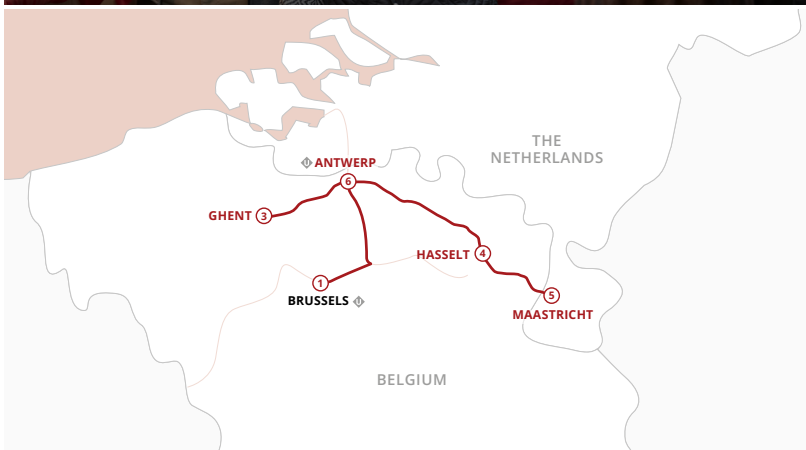 THE
NETHERLANDS
U ANTWERP
6
GHENT 3
HASSELT 4
1
5
BRUSSELS U
MAASTRICHT
BELGIUM